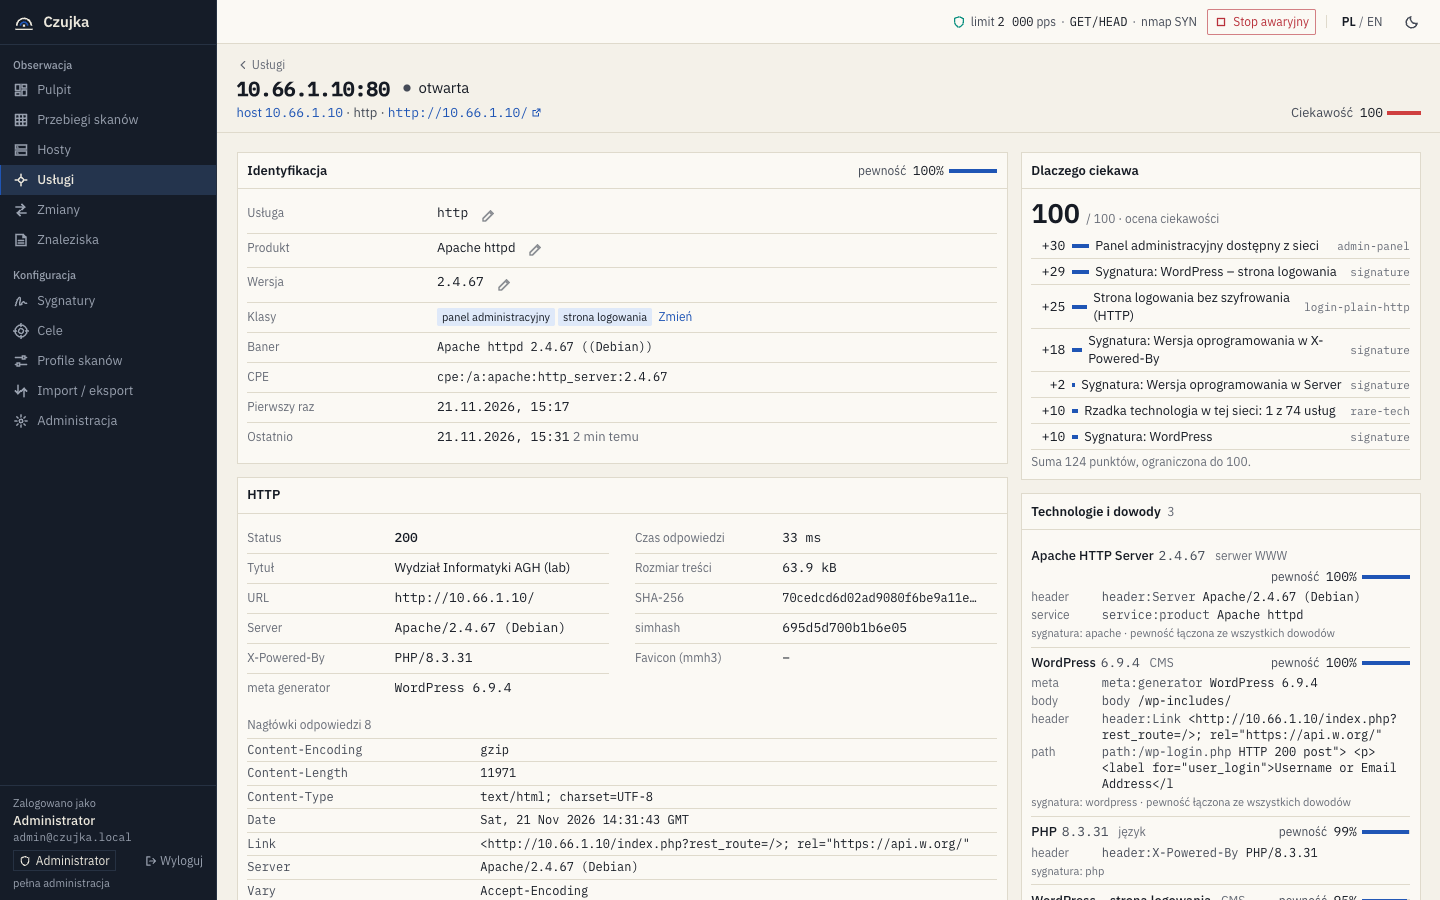 Czujka
Obserwacja
Pulpit
Przebiegi skanów
Hosty
Usługi
Zmiany
Znaleziska
Konfiguracja
Sygnatury
Cele
Profile skanów
Import / eksport
Administracja
Zalogowano jako
Administrator
admin@czujka.local
Administrator
Wyloguj
pełna administracja
limit 2 000 pps · GET/HEAD · nmap SYN
Stop awaryjny
PL / EN
Usługi
10.66.1.10:80 ● otwarta
host 10.66.1.10 · http · http://10.66.1.10/
Ciekawość 100
Identyfikacja
pewność 100%
Usługa http
Produkt Apache httpd
Wersja 2.4.67
Klasy panel administracyjny strona logowania Zmień
Baner Apache httpd 2.4.67 ((Debian))
CPE cpe:/a:apache:http_server:2.4.67
Pierwszy raz 21.11.2026, 15:17
Ostatnio 21.11.2026, 15:31 2 min temu
HTTP
Status 200
Tytuł Wydział Informatyki AGH (lab)
URL http://10.66.1.10/
Server Apache/2.4.67 (Debian)
X-Powered-By PHP/8.3.31
meta generator WordPress 6.9.4
Czas odpowiedzi 33 ms
Rozmiar treści 63.9 kB
SHA-256 70cedcd6d02ad9080f6be9a11e…
simhash 695d5d700b1b6e05
Favicon (mmh3) –
Nagłówki odpowiedzi 8
Content-Encoding gzip
Content-Length 11971
Content-Type text/html; charset=UTF-8
Date Sat, 21 Nov 2026 14:31:43 GMT
Link <http://10.66.1.10/index.php?rest_route=/>; rel="https://api.w.org/"
Server Apache/2.4.67 (Debian)
Vary Accept-Encoding
Dlaczego ciekawa
100 / 100 · ocena ciekawości
+30 Panel administracyjny dostępny z sieci admin-panel
+29 Sygnatura: WordPress – strona logowania signature
+25 Strona logowania bez szyfrowania
(HTTP) login-plain-http
+18 Sygnatura: Wersja oprogramowania w X-
Powered-By signature
+2 Sygnatura: Wersja oprogramowania w Server signature
+10 Rzadka technologia w tej sieci: 1 z 74 usług rare-tech
+10 Sygnatura: WordPress signature
Suma 124 punktów, ograniczona do 100.
Technologie i dowody 3
Apache HTTP Server 2.4.67 serwer WWW
pewność 100%
header header:Server Apache/2.4.67 (Debian)
service service:product Apache httpd
sygnatura: apache · pewność łączona ze wszystkich dowodów
WordPress 6.9.4 CMS pewność 100%
meta meta:generator WordPress 6.9.4
body body /wp-includes/
header header:Link <http://10.66.1.10/index.php?
rest_route=/>; rel="https://api.w.org/"
path path:/wp-login.php HTTP 200 post"> <p>
<label for="user_login">Username or Email
Address</l
sygnatura: wordpress · pewność łączona ze wszystkich dowodów
PHP 8.3.31 język pewność 99%
header header:X-Powered-By PHP/8.3.31
sygnatura: php
WordPress – strona logowania CMS pewność 95%